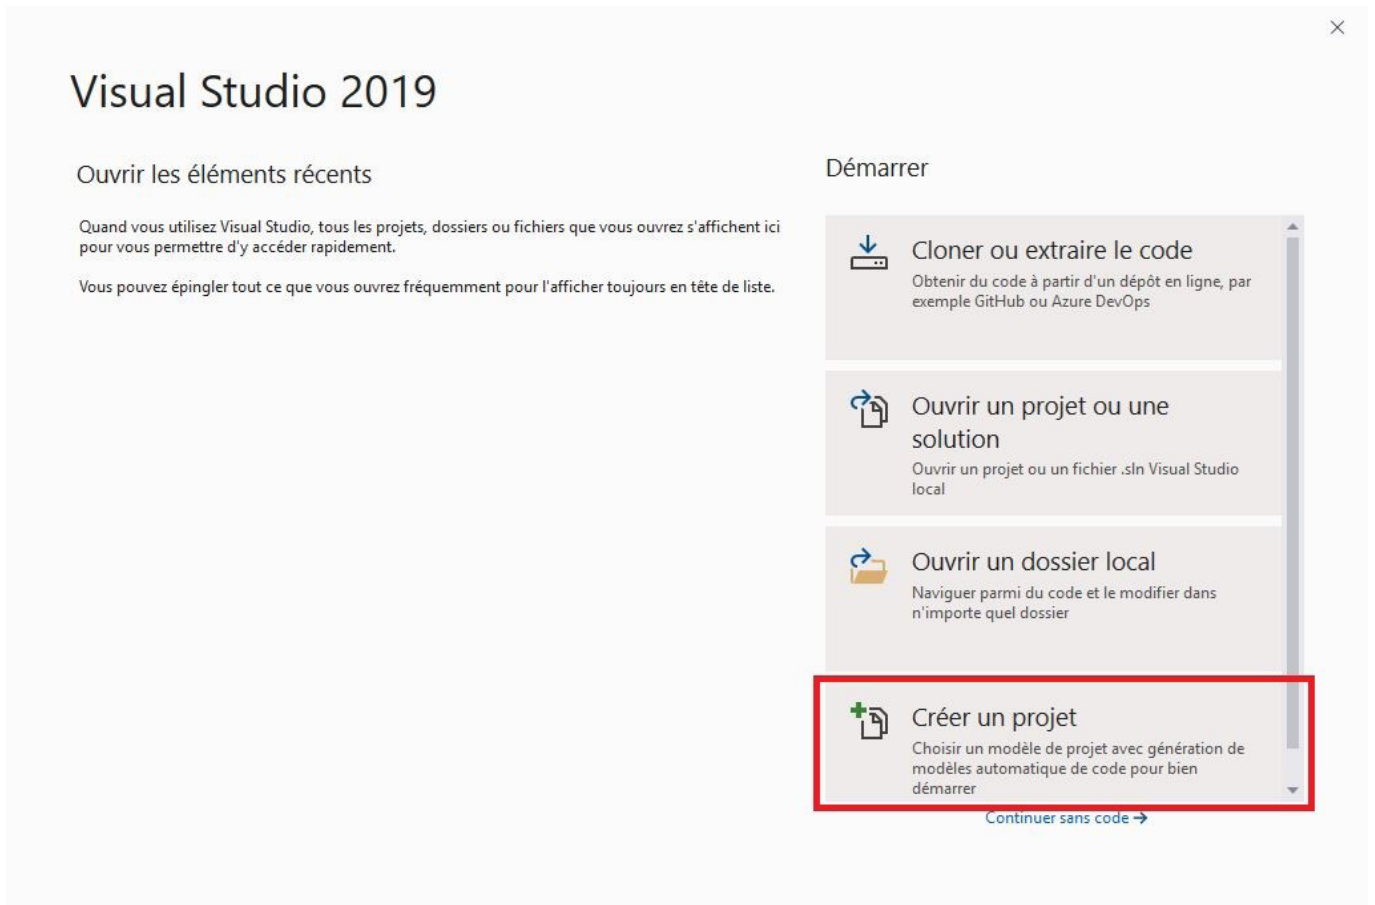 Visual Studio 2019
Ouvrir les éléments récents
Quand vous utilisez Visual Studio, tous les projets, dossiers ou fichiers que vous ouvrez s'affichent ici
pour vous permettre d'y accéder rapidement.
Vous pouvez épingler tout ce que vous ouvrez fréquemment pour l'afficher toujours en tête de liste.
Démarrer
Cloner ou extraire le code
Obtenir du code à partir d'un dépôt en ligne, par
exemple GitHub ou Azure DevOps
Ouvrir un projet ou une
solution
Ouvrir un projet ou un fichier .sln Visual Studio
local
Ouvrir un dossier local
Naviguer parmi du code et le modifier dans
n'importe quel dossier
Créer un projet
Choisir un modèle de projet avec génération de
modèles automatique de code pour bien
démarrer
Continuer sans code